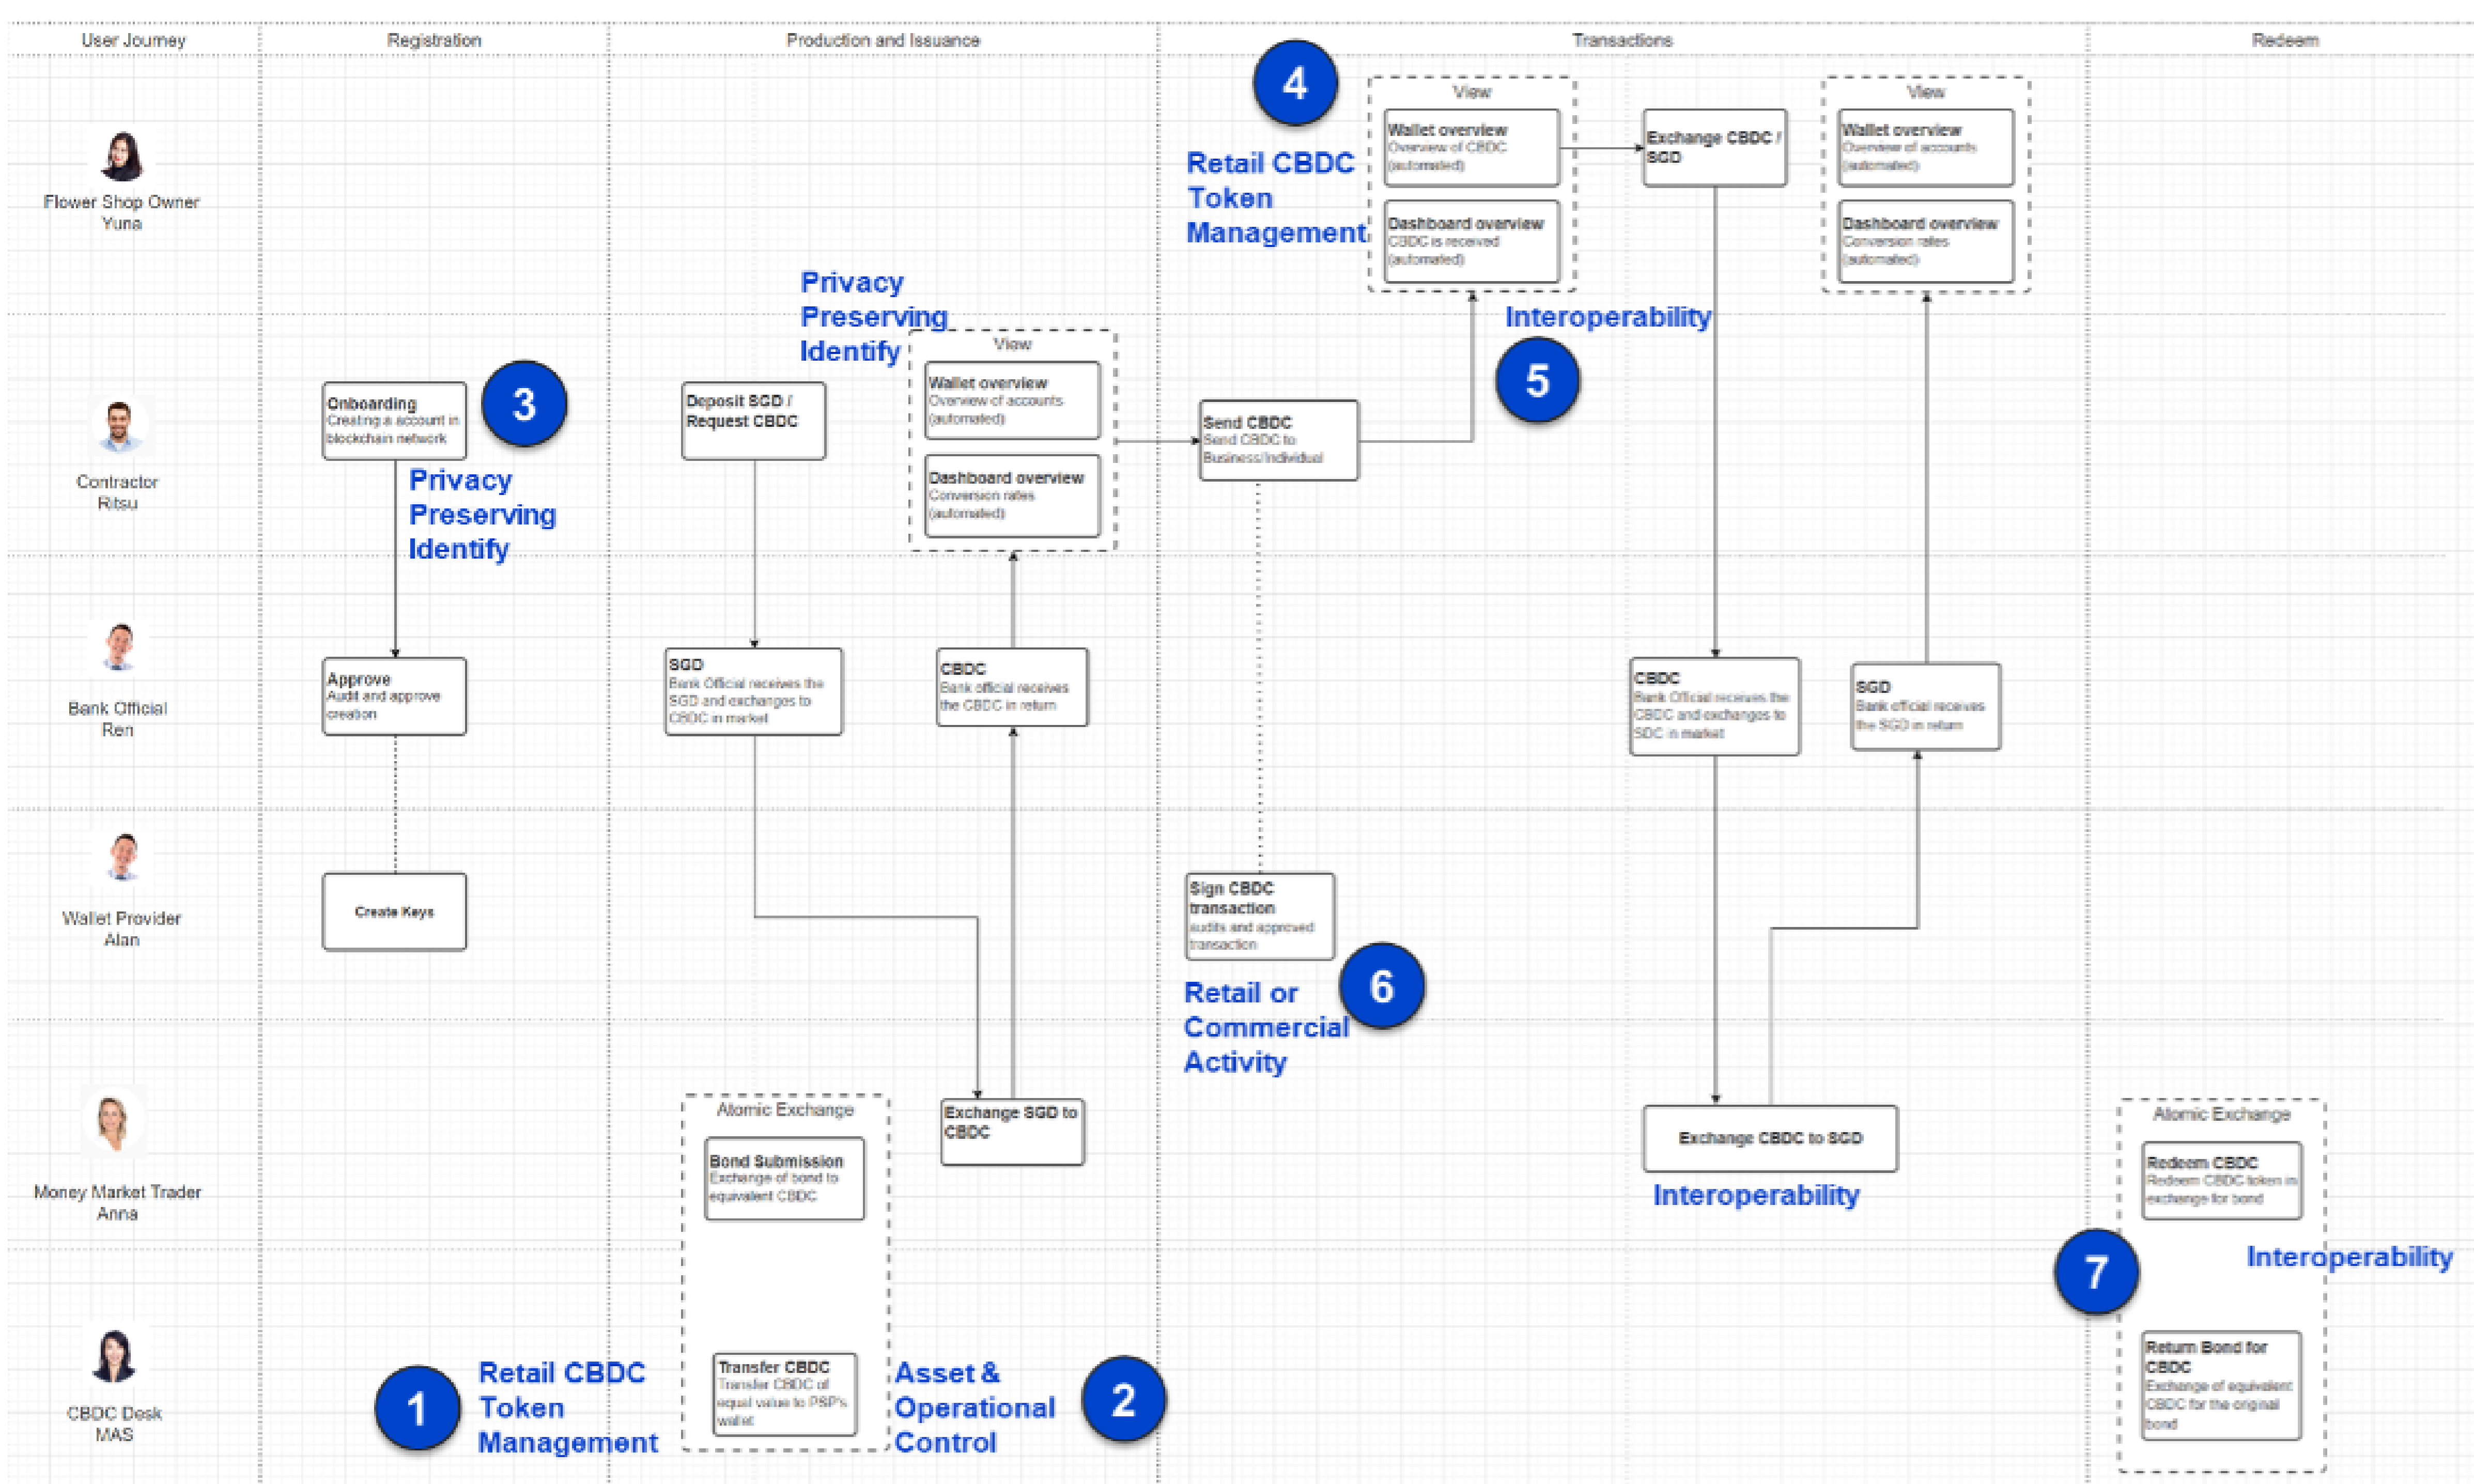 User Journey
Registration
Production and Issuance
Transactions
Redeem
Flower Shop Owner
Yuna
4
Retail CBDC
Token
Management
View
Wallet overview
Overview of CBDC
(automated)
Dashboard overview
CBDC is received
(automated)
Exchange CBDC /
SGD
View
Wallet overview
Overview of accounts
(automated)
Dashboard overview
Conversion rates
(automated)
Contractor
Ritsu
Onboarding
Creating a account in
blockchain network
3
Privacy
Preserving
Identify
Deposit SGD /
Request CBDC
Privacy
Preserving
Identify
View
Wallet overview
Overview of accounts
(automated)
Dashboard overview
Conversion rates
(automated)
Send CBDC
Send CBDC to
Business/Individual
Interoperability
5
Bank Official
Ren
Approve
Audit and approve
creation
SGD
Bank Official receives the
SGD and exchanges to
CBDC in market
CBDC
Bank official receives
the CBDC in return
CBDC
Bank Official receives the
CBDC and exchanges to
SDC in market
SGD
Bank official receives
the SGD in return
Wallet Provider
Alan
Create Keys
Sign CBDC
transaction
audits and approved
transaction
6
Retail or
Commercial
Activity
Money Market Trader
Anna
Atomic Exchange
Bond Submission
Exchange of bond to
equivalent CBDC
Exchange SGD to
CBDC
Exchange CBDC to SGD
Interoperability
Atomic Exchange
Redeem CBDC
Redeem CBDC token in
exchange for bond
7
Interoperability
CBDC Desk
MAS
1
Retail CBDC
Token
Management
Transfer CBDC
Transfer CBDC of
equal value to PSP's
wallet
Asset &
Operational
Control
2
Return Bond for
CBDC
Exchange of equivalent
CBDC for the original
bond